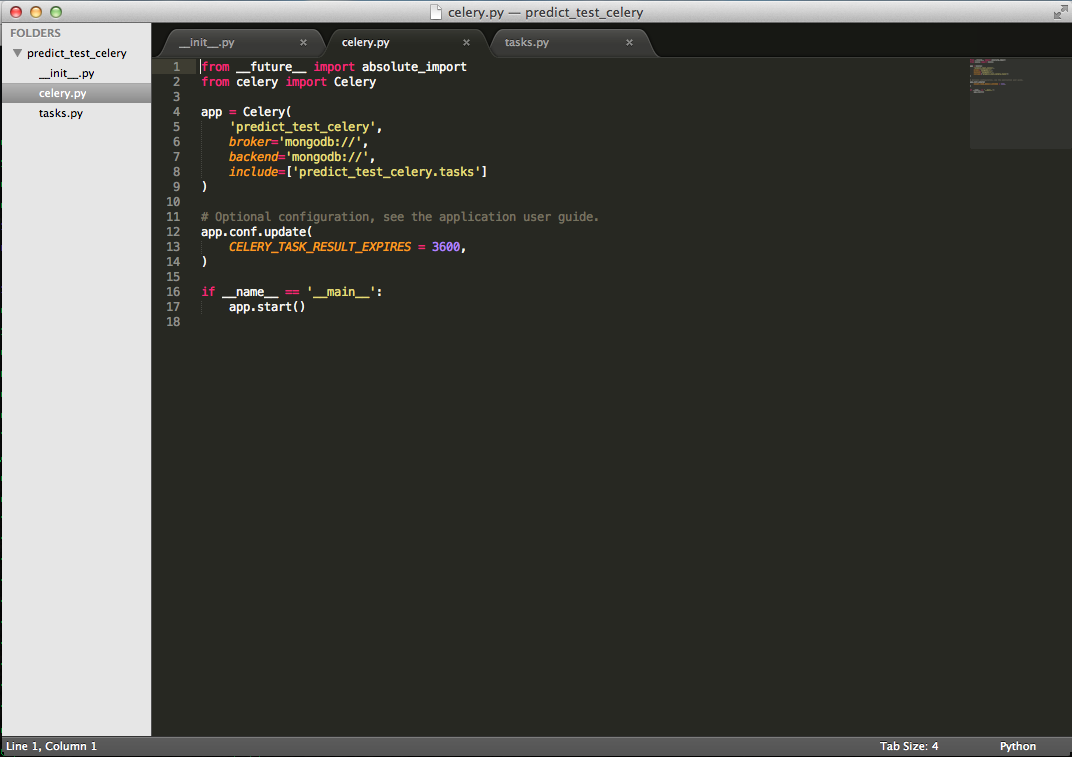 celery.py — predict_test_celery
FOLDERS
predict_test_celery
__init__.py
celery.py
tasks.py
__init__.py × celery.py × tasks.py ×
1 from __future__ import absolute_import
2 from celery import Celery
3
4 app = Celery(
5     'predict_test_celery',
6     broker='mongodb://',
7     backend='mongodb://',
8     include=['predict_test_celery.tasks']
9 )
10
11 # Optional configuration, see the application user guide.
12 app.conf.update(
13     CELERY_TASK_RESULT_EXPIRES = 3600,
14 )
15
16 if __name__ == '__main__':
17     app.start()
18
Line 1, Column 1 Tab Size: 4 Python